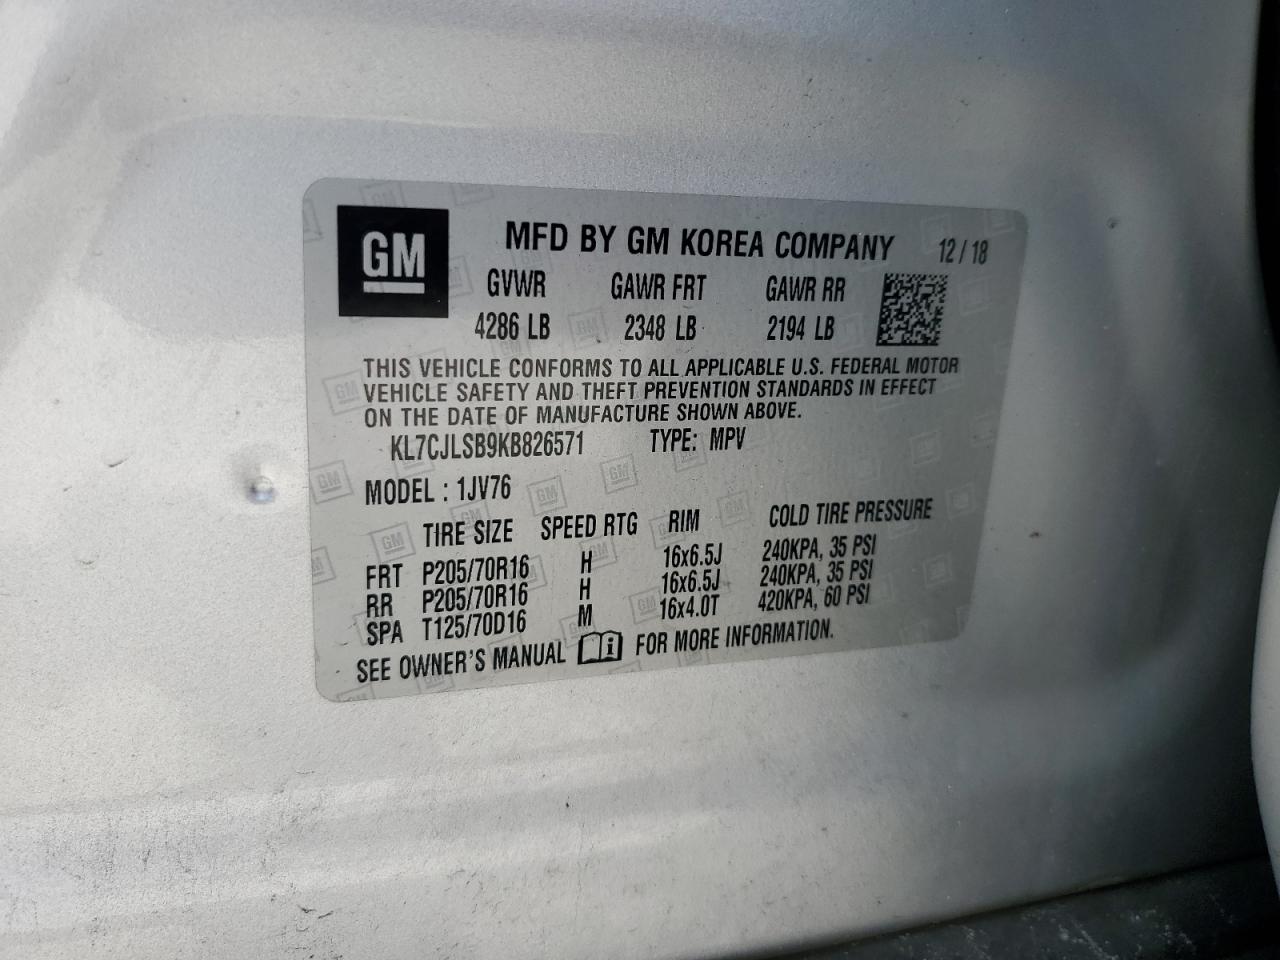 GM
MFD BY GM KOREA COMPANY 12/18
GVWR GAWR FRT GAWR RR
4286 LB 2348 LB 2194 LB
THIS VEHICLE CONFORMS TO ALL APPLICABLE U.S. FEDERAL MOTOR
VEHICLE SAFETY AND THEFT PREVENTION STANDARDS IN EFFECT
ON THE DATE OF MANUFACTURE SHOWN ABOVE.
KL7CJLSB9KB826571 TYPE: MPV
MODEL : 1JV76
TIRE SIZE SPEED RTG RIM COLD TIRE PRESSURE
FRT P205/70R16 H 16x6.5J 240KPA, 35 PSI
RR P205/70R16 H 16x6.5J 240KPA, 35 PSI
SPA T125/70D16 M 16x4.0T 420KPA, 60 PSI
SEE OWNER'S MANUAL i FOR MORE INFORMATION.